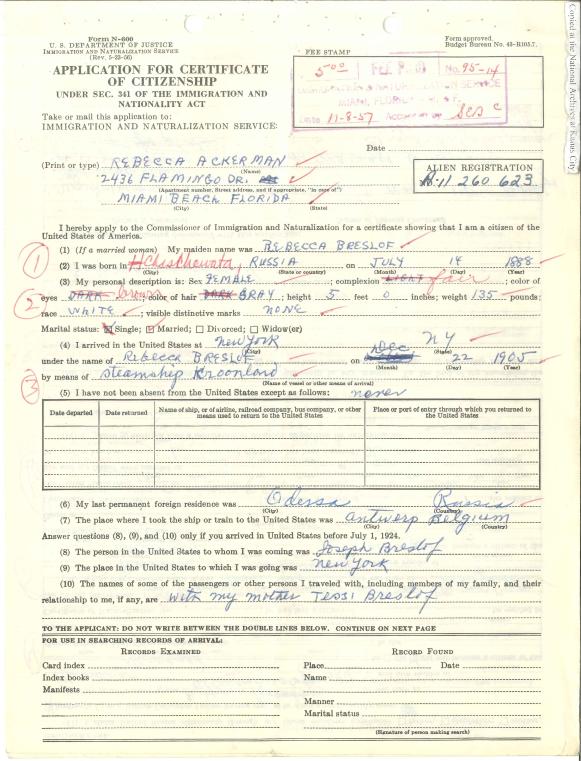 Form N-600
U. S. DEPARTMENT OF JUSTICE
IMMIGRATION AND NATURALIZATION SERVICE
(Rev. 5-23-56)
Form approved.
Budget Bureau No. 43-R105.7.
FEE STAMP
APPLICATION FOR CERTIFICATE
OF CITIZENSHIP
UNDER SEC. 341 OF THE IMMIGRATION AND
NATIONALITY ACT
Take or mail this application to:
IMMIGRATION AND NATURALIZATION SERVICE:
5.00 FEE No. 95-14
IMMIGRATION & NATURALIZATION SERVICE
MIAMI, FLORIDA
Date 11-8-57
Copied at the National Archives at Kansas City
Date
(Print or type) REBECCA ACKERMAN
(Name)
2436 FLAMINGO DR.
(Apartment number, Street address, and if appropriate, "in care of")
MIAMI BEACH FLORIDA
(City) (State)
ALIEN REGISTRATION
A-11 260 623
I hereby apply to the Commissioner of Immigration and Naturalization for a certificate showing that I am a citizen of the
United States of America.
(1) (If a married woman) My maiden name was REBECCA BRESLOF
(2) I was born in RUSSIA on JULY 14 1888
(City) (State or country) (Month) (Day) (Year)
(3) My personal description is: Sex FEMALE; complexion LIGHT fair; color of
eyes DARK brown; color of hair DARK GRAY; height 5 feet 0 inches; weight 135 pounds;
race WHITE; visible distinctive marks NONE
Marital status: Single; Married; Divorced; Widow(er)
(4) I arrived in the United States at new York NY
(City) (State)
under the name of Rebecca BRESLOF on Dec 22 1905
(Month) (Day) (Year)
by means of Steamship Kroonland
(Name of vessel or other means of arrival)
(5) I have not been absent from the United States except as follows: never
Date departed Date returned Name of ship, or of airline, railroad company, bus company, or other means used to return to the United States Place or port of entry through which you returned to the United States
(6) My last permanent foreign residence was Odessa Russia
(City) (Country)
(7) The place where I took the ship or train to the United States was antwerp Belgium
(City) (Country)
Answer questions (8), (9), and (10) only if you arrived in United States before July 1, 1924.
(8) The person in the United States to whom I was coming was Joseph Breslof
(9) The place in the United States to which I was going was new York
(10) The names of some of the passengers or other persons I traveled with, including members of my family, and their
relationship to me, if any, are with my mother TESSI Breslof
TO THE APPLICANT: DO NOT WRITE BETWEEN THE DOUBLE LINES BELOW. CONTINUE ON NEXT PAGE
FOR USE IN SEARCHING RECORDS OF ARRIVAL:
RECORDS EXAMINED RECORD FOUND
Card index Place Date
Index books Name
Manifests
Manner
Marital status
(Signature of person making search)
1
2
3